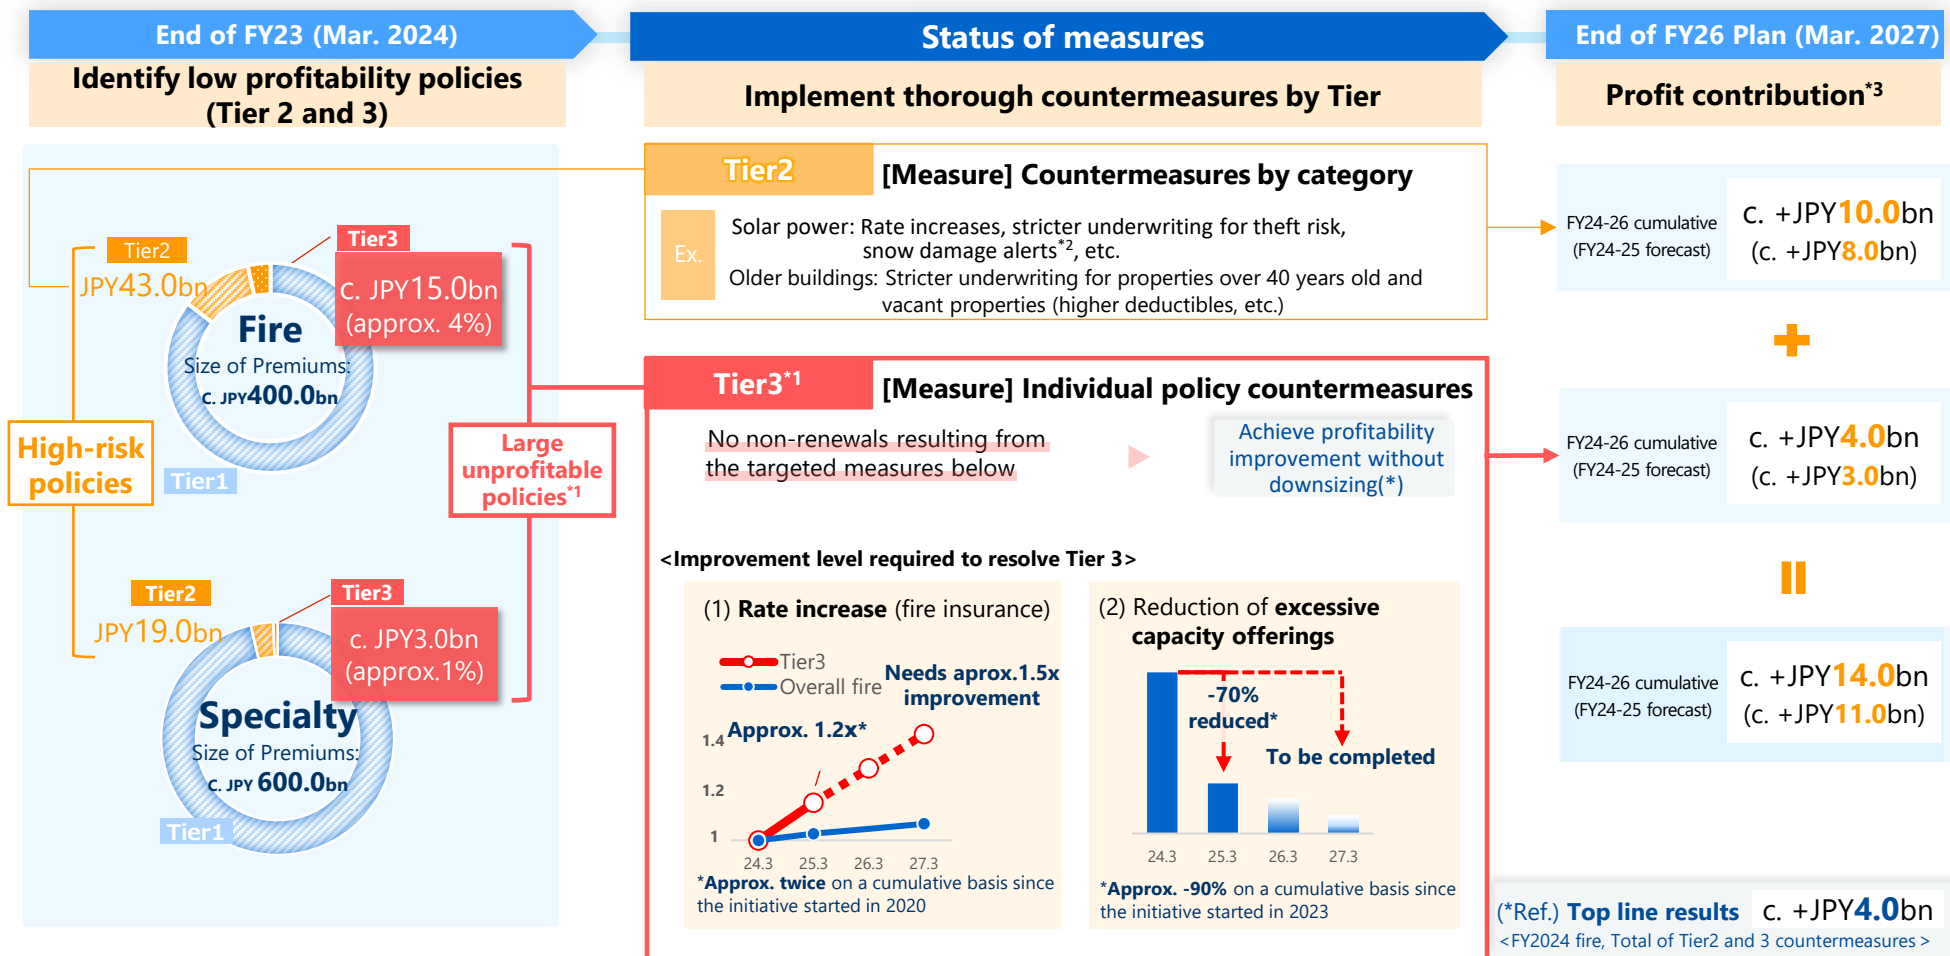 End of FY23 (Mar. 2024)
Identify low profitability policies
(Tier 2 and 3)
Tier2
JPY43.0bn
Tier3
c. JPY15.0bn
(approx. 4%)
Fire
Size of Premiums:
c. JPY400.0bn
Tier1
High-risk
policies
Large
unprofitable
policies*1
Tier2
JPY19.0bn
Tier3
c. JPY3.0bn
(approx.1%)
Specialty
Size of Premiums:
c. JPY 600.0bn
Tier1
Status of measures
Implement thorough countermeasures by Tier
Tier2
[Measure] Countermeasures by category
Ex.
Solar power: Rate increases, stricter underwriting for theft risk,
snow damage alerts*2, etc.
Older buildings: Stricter underwriting for properties over 40 years old and
vacant properties (higher deductibles, etc.)
Tier3*1
[Measure] Individual policy countermeasures
No non-renewals resulting from
the targeted measures below
Achieve profitability
improvement without
downsizing(*)
<Improvement level required to resolve Tier 3>
(1) Rate increase (fire insurance)
Tier3
Overall fire
Needs aprox.1.5x
improvement
Approx. 1.2x*
1.4
1.2
1
24.3 25.3 26.3 27.3
*Approx. twice on a cumulative basis since
the initiative started in 2020
(2) Reduction of excessive
capacity offerings
-70%
reduced*
To be completed
24.3 25.3 26.3 27.3
*Approx. -90% on a cumulative basis since
the initiative started in 2023
End of FY26 Plan (Mar. 2027)
Profit contribution*3
FY24-26 cumulative
(FY24-25 forecast)
c. +JPY10.0bn
(c. +JPY8.0bn)
+
FY24-26 cumulative
(FY24-25 forecast)
c. +JPY4.0bn
(c. +JPY3.0bn)
=
FY24-26 cumulative
(FY24-25 forecast)
c. +JPY14.0bn
(c. +JPY11.0bn)
(*Ref.) Top line results c. +JPY4.0bn
<FY2024 fire, Total of Tier2 and 3 countermeasures >